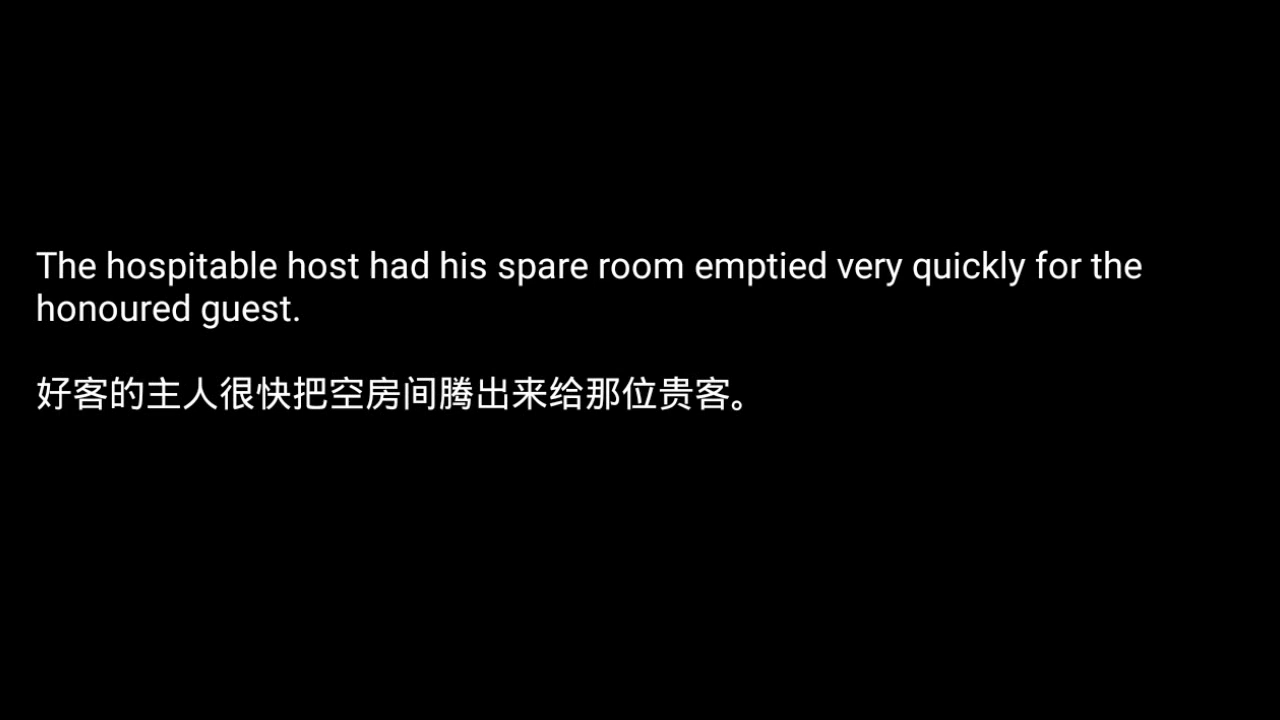 The hospitable host had his spare room emptied very quickly for the
honoured guest.
好客的主人很快把空房间腾出来给那位贵客。